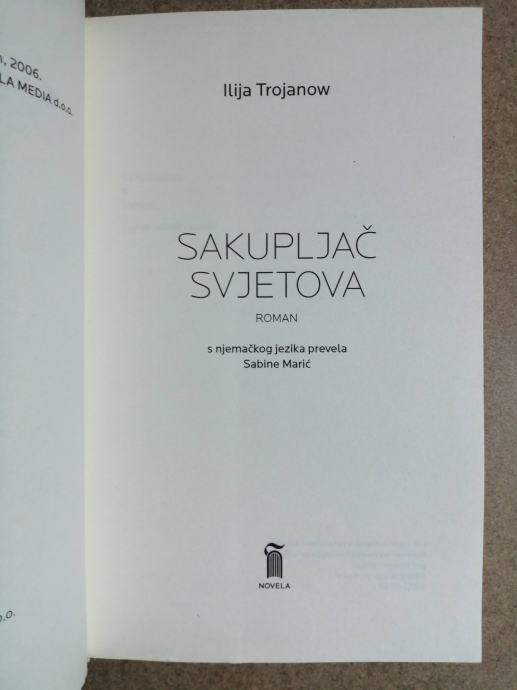 , 2006.
LA MEDIA d.o.o.
.o.
Ilija Trojanow
SAKUPLJAČ
SVJETOVA
ROMAN
s njemačkog jezika prevela
Sabine Marić
NOVELA